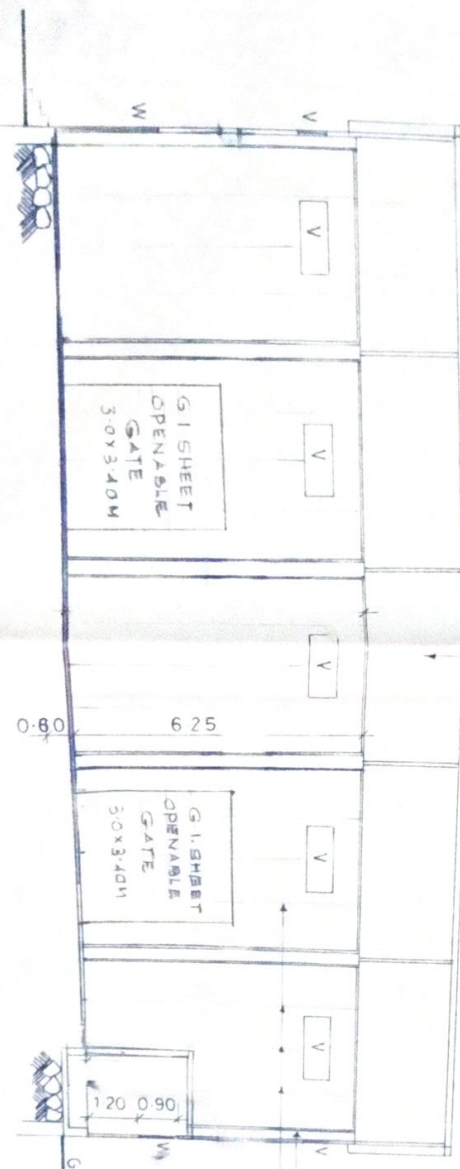 W
V
V
G I SHEET
OPENABLE
GATE
3.0X3.40M
V
V
0.60
6 25
G I.SHEET
OPENABLE
GATE
3.0X3.40M
V
V
1 20
0.90
W
V
G